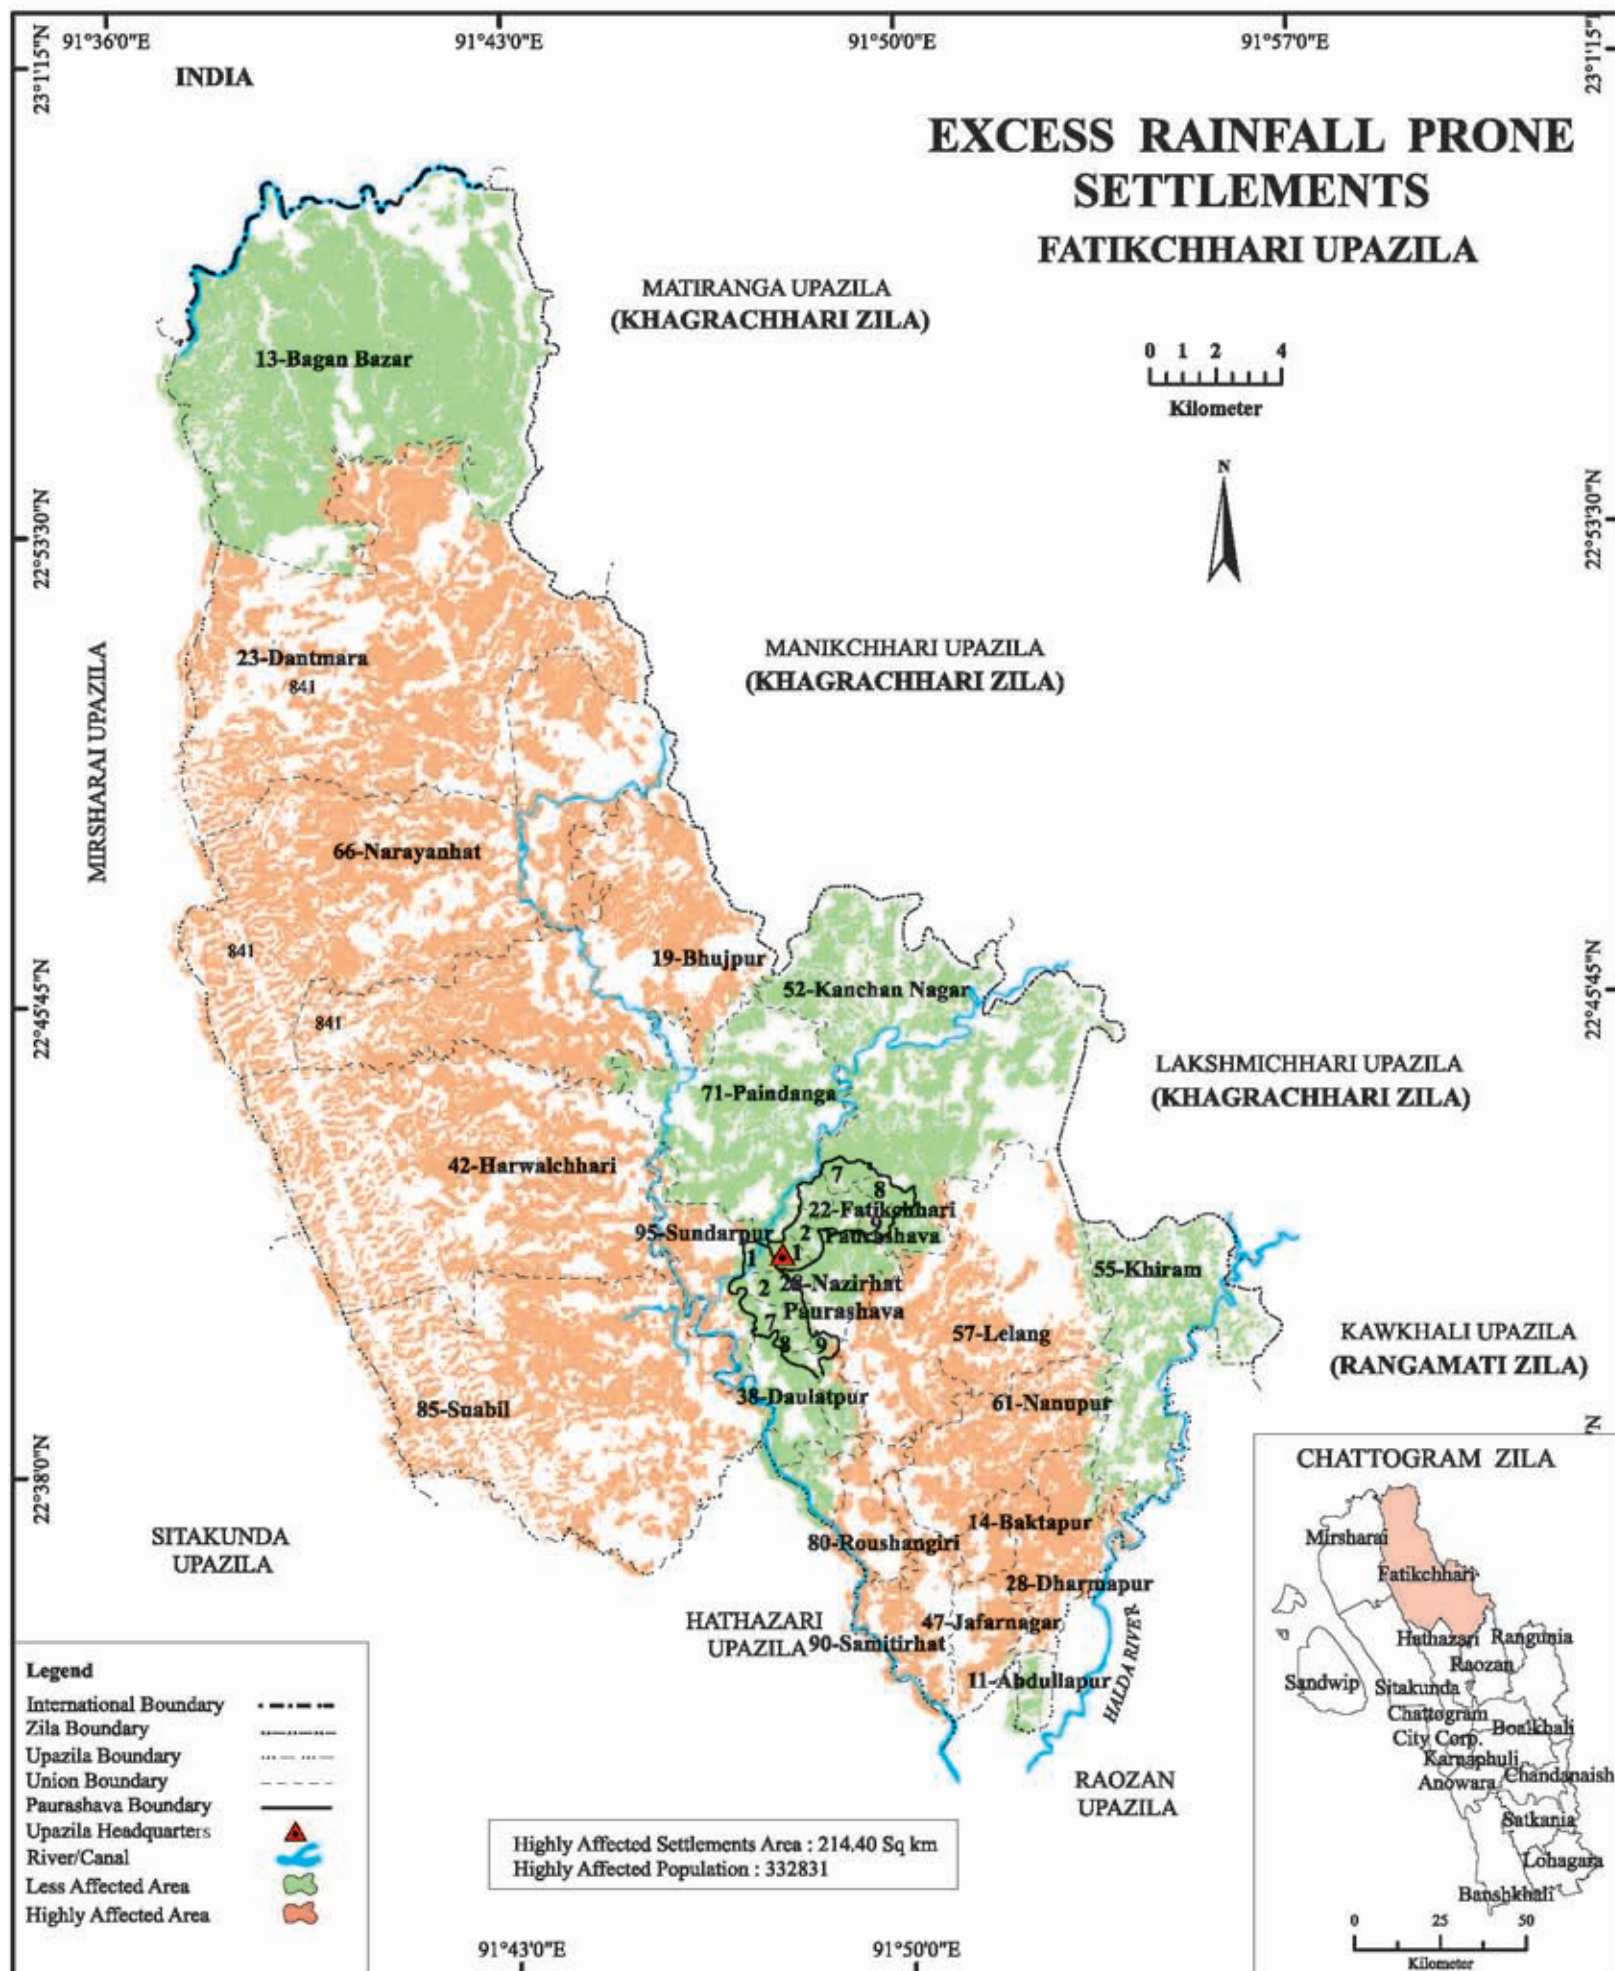 91°36'0"E
91°43'0"E
91°50'0"E
91°57'0"E
23°1'15"N
23°1'15"N
INDIA
EXCESS RAINFALL PRONE
SETTLEMENTS
FATIKCHHARI UPAZILA
MATIRANGA UPAZILA
(KHAGRACHHARI ZILA)
0 1 2 4
Kilometer
13-Bagan Bazar
N
22°53'30"N
22°53'30"N
MANIKCHHARI UPAZILA
(KHAGRACHHARI ZILA)
23-Dantmara
841
MIRSHARAI UPAZILA
66-Narayanhat
841
19-Bhujpur
52-Kanchan Nagar
22°45'45"N
22°45'45"N
841
LAKSHMICHHARI UPAZILA
(KHAGRACHHARI ZILA)
71-Paindanga
42-Harwalchhari
7
8
22-Fatikchhari
9
95-Sundarpur
2
Paurashava
1
1
55-Khiram
2
28-Nazirhat
Paurashava
7
8
9
57-Lelang
KAWKHALI UPAZILA
(RANGAMATI ZILA)
38-Daulatpur
61-Nanupur
85-Suabil
22°38'0"N
N
14-Baktapur
80-Roushangiri
SITAKUNDA
UPAZILA
28-Dharmapur
HATHAZARI
UPAZILA
47-Jafarnagar
90-Samitirhat
11-Abdullapur
HALDA RIVER
RAOZAN
UPAZILA
Legend
International Boundary
Zila Boundary
Upazila Boundary
Union Boundary
Paurashava Boundary
Upazila Headquarters
River/Canal
Less Affected Area
Highly Affected Area
Highly Affected Settlements Area : 214.40 Sq km
Highly Affected Population : 332831
CHATTOGRAM ZILA
Mirsharai
Fatikchhari
Hathazari
Rangunia
Raozan
Sandwip
Sitakunda
Chattogram
City Corp.
Boalkhali
Karnaphuli
Anowara
Chandanaish
Satkania
Lohagara
Banshkhali
0 25 50
Kilometer
91°43'0"E
91°50'0"E